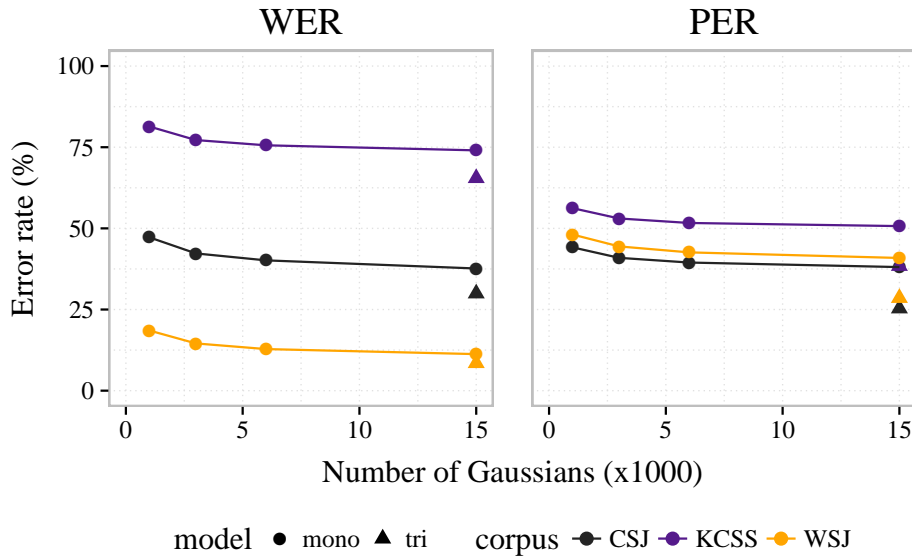 WER PER
100
75
50
25
0
Error rate (%)
0 5 10 15 0 5 10 15
Number of Gaussians (x1000)
model mono tri corpus CSJ KCSS WSJ